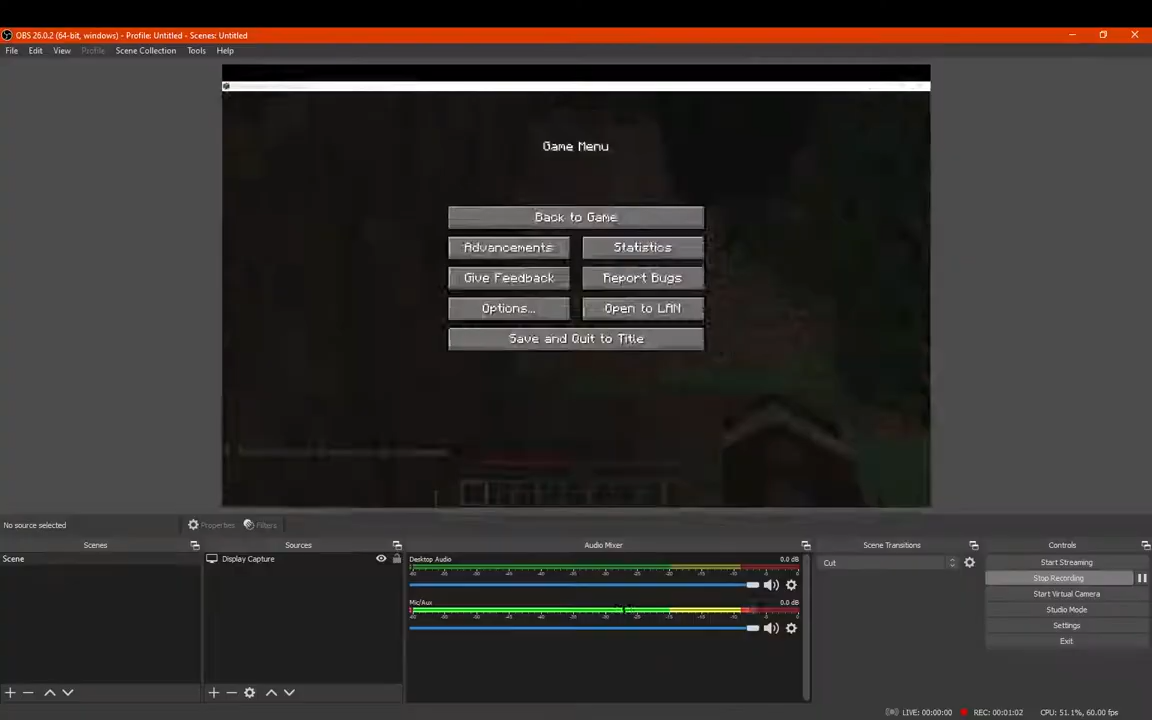 OBS 26.0.2 (64-bit, windows) - Profile: Untitled - Scenes: Untitled
File Edit View Profile Scene Collection Tools Help
Game Menu
Back to Game
Advancements Statistics
Give Feedback Report Bugs
Options... Open to LAN
Save and Quit to Title
No source selected Properties Filters
Scenes Sources Audio Mixer Scene Transitions Controls
Scene Display Capture Desktop Audio 0.0 dB Cut Start Streaming
Stop Recording
Start Virtual Camera
Mic/Aux 0.0 dB Studio Mode
Settings
Exit
LIVE: 00:00:00 REC: 00:01:02 CPU: 51.1%, 60.00 fps